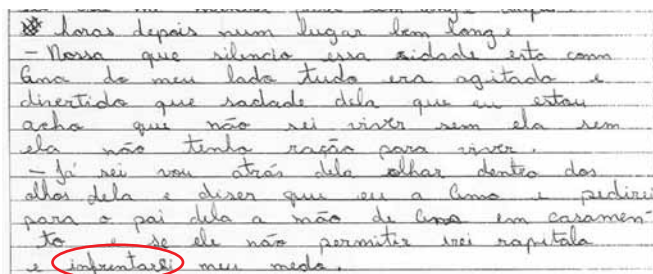 horas depois num lugar bem longe
– Nossa que silencio essa sidade esta comn
Ana do meu lado tudo era agitado e
divertido que sadade dela que eu estou
acho que não sei viver sem ela sem
ela não tenho ração para viver.
– Já sei vou atrás dela olhar dentro dos
olhos dela e diser que eu a amo e pedirei
para o pai dela a mão de Ana em casamen-
to e se ele não permitir irei rapitala
e infrentarei meu medo.